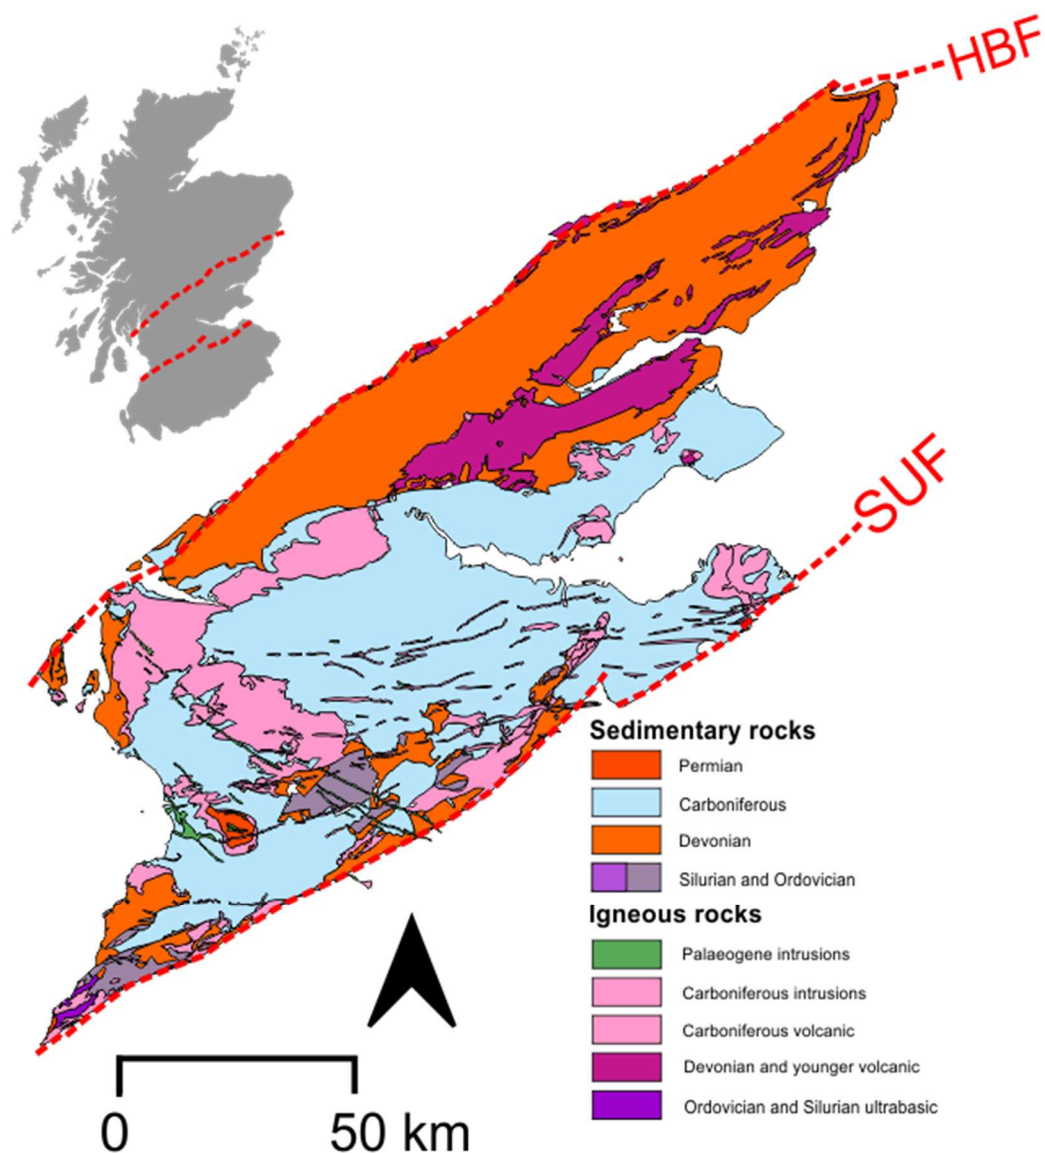 HBF
SUF
Sedimentary rocks
Permian
Carboniferous
Devonian
Silurian and Ordovician
Igneous rocks
Palaeogene intrusions
Carboniferous intrusions
Carboniferous volcanic
Devonian and younger volcanic
Ordovician and Silurian ultrabasic
0 50 km